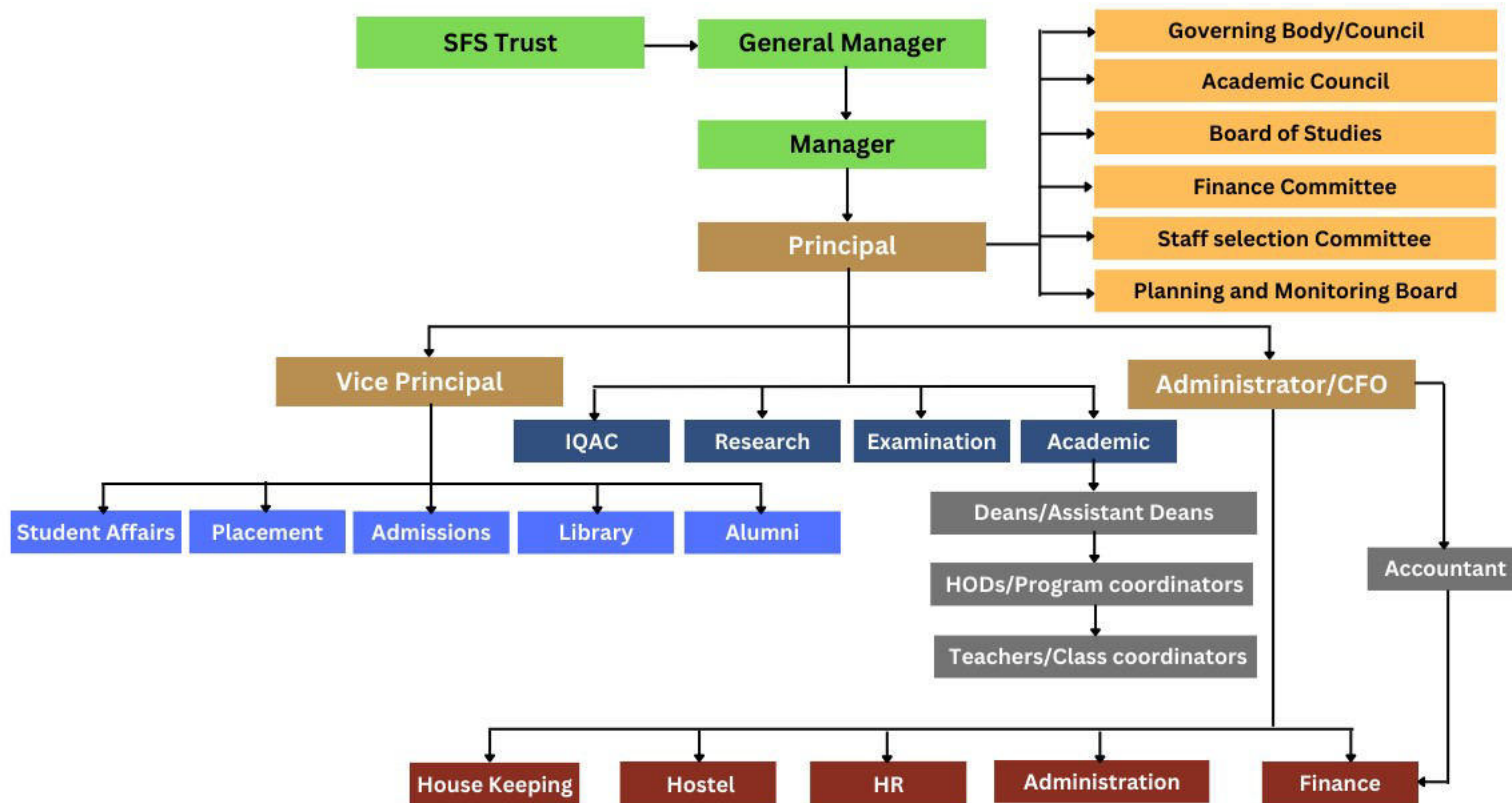 SFS Trust
General Manager
Governing Body/Council
Academic Council
Manager
Board of Studies
Finance Committee
Principal
Staff selection Committee
Planning and Monitoring Board
Vice Principal
Administrator/CFO
IQAC
Research
Examination
Academic
Student Affairs
Placement
Admissions
Library
Alumni
Deans/Assistant Deans
Accountant
HODs/Program coordinators
Teachers/Class coordinators
House Keeping
Hostel
HR
Administration
Finance